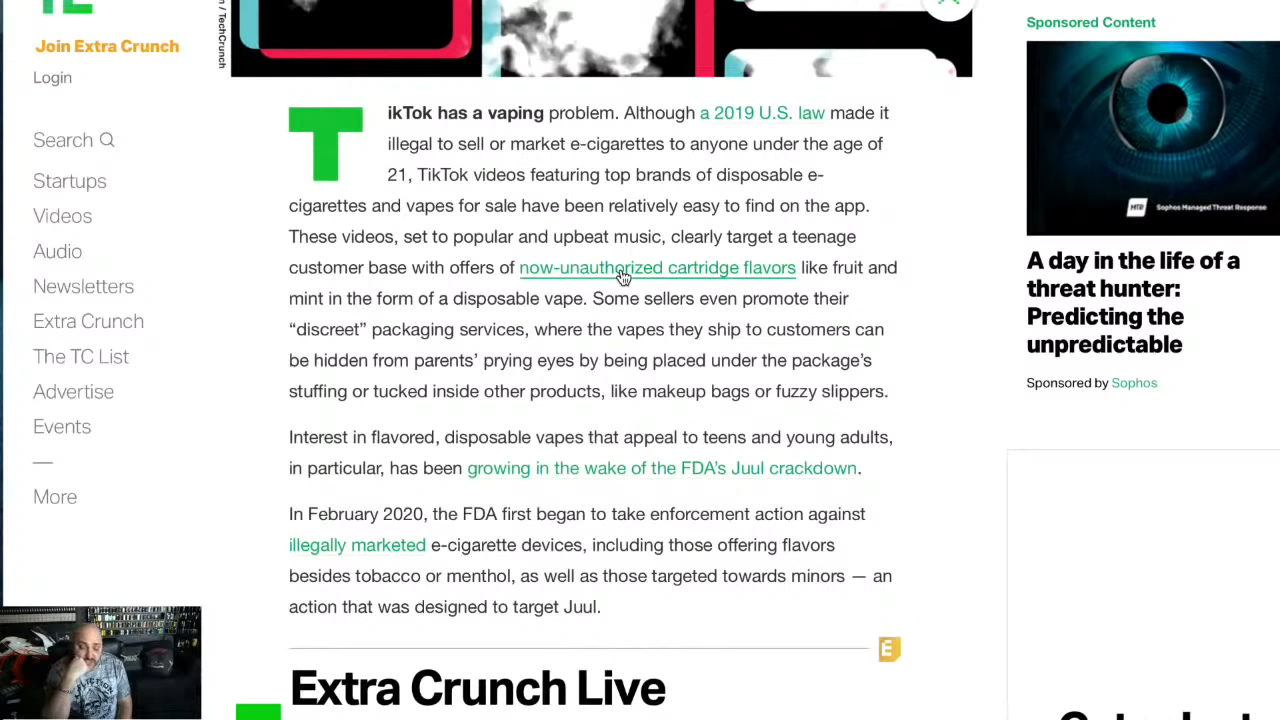 / TechCrunch
Join Extra Crunch
Login
Search
Startups
Videos
Audio
Newsletters
Extra Crunch
The TC List
Advertise
Events
—
More
TikTok has a vaping problem. Although a 2019 U.S. law made it
illegal to sell or market e-cigarettes to anyone under the age of
21, TikTok videos featuring top brands of disposable e-
cigarettes and vapes for sale have been relatively easy to find on the app.
These videos, set to popular and upbeat music, clearly target a teenage
customer base with offers of now-unauthorized cartridge flavors like fruit and
mint in the form of a disposable vape. Some sellers even promote their
“discreet” packaging services, where the vapes they ship to customers can
be hidden from parents’ prying eyes by being placed under the package’s
stuffing or tucked inside other products, like makeup bags or fuzzy slippers.
Interest in flavored, disposable vapes that appeal to teens and young adults,
in particular, has been growing in the wake of the FDA’s Juul crackdown.
In February 2020, the FDA first began to take enforcement action against
illegally marketed e-cigarette devices, including those offering flavors
besides tobacco or menthol, as well as those targeted towards minors — an
action that was designed to target Juul.
E
Extra Crunch Live
Sponsored Content
MTR Sophos Managed Threat Response
A day in the life of a
threat hunter:
Predicting the
unpredictable
Sponsored by Sophos